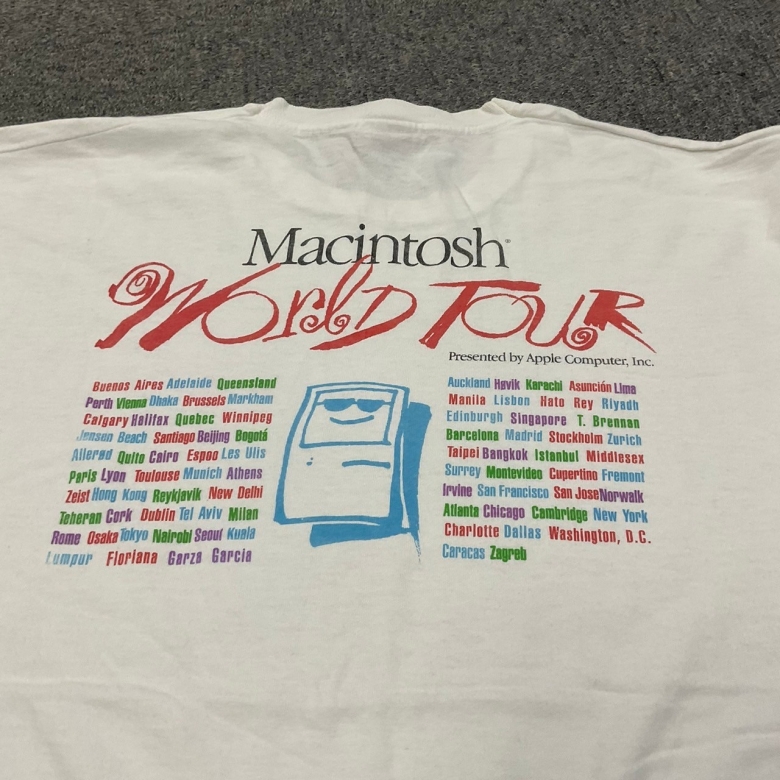 Macintosh®
World Tour
Presented by Apple Computer, Inc.
Buenos Aires Adelaide Queensland
Perth Vienna Dhaka Brussels Markham
Calgary Halifax Quebec Winnipeg
Jensen Beach Santiago Beijing Bogotá
Allerød Quito Cairo Espoo Les Ulis
Paris Lyon Toulouse Munich Athens
Zeist Hong Kong Reykjavik New Delhi
Teheran Cork Dublin Tel Aviv Milan
Rome Osaka Tokyo Nairobi Seoul Kuala
Lumpur Floriana Garza Garcia
Auckland Høvik Karachi Asunción Lima
Manila Lisbon Hato Rey Riyadh
Edinburgh Singapore T. Brennan
Barcelona Madrid Stockholm Zurich
Taipei Bangkok Istanbul Middlesex
Surrey Montevideo Cupertino Fremont
Irvine San Francisco San Jose Norwalk
Atlanta Chicago Cambridge New York
Charlotte Dallas Washington, D.C.
Caracas Zagreb